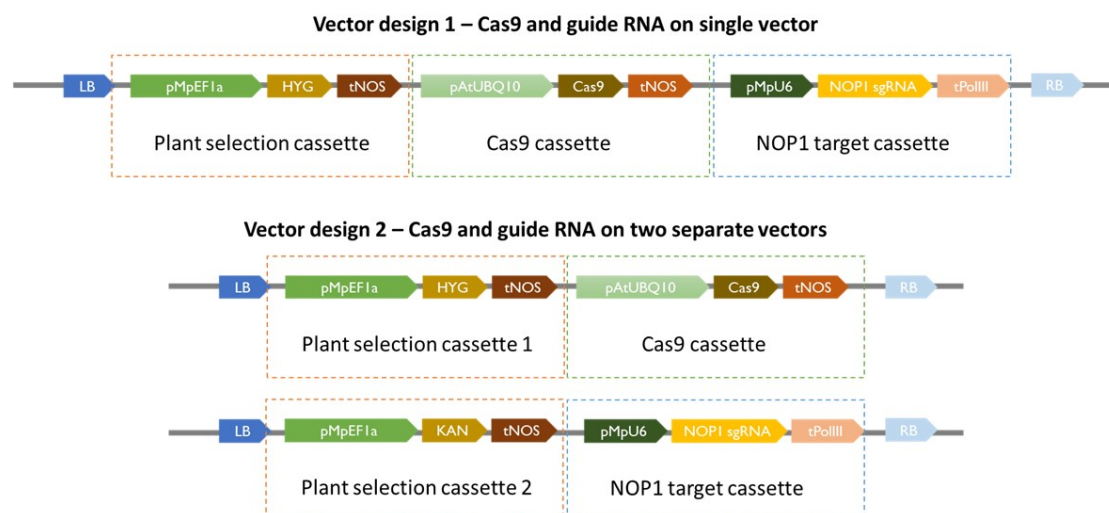 Vector design 1 – Cas9 and guide RNA on single vector
LB pMpEF1a HYG tNOS pAtUBQ10 Cas9 tNOS pMpU6 NOP1 sgRNA tPolIII RB
Plant selection cassette Cas9 cassette NOP1 target cassette
Vector design 2 – Cas9 and guide RNA on two separate vectors
LB pMpEF1a HYG tNOS pAtUBQ10 Cas9 tNOS RB
Plant selection cassette 1 Cas9 cassette
LB pMpEF1a KAN tNOS pMpU6 NOP1 sgRNA tPolIII RB
Plant selection cassette 2 NOP1 target cassette